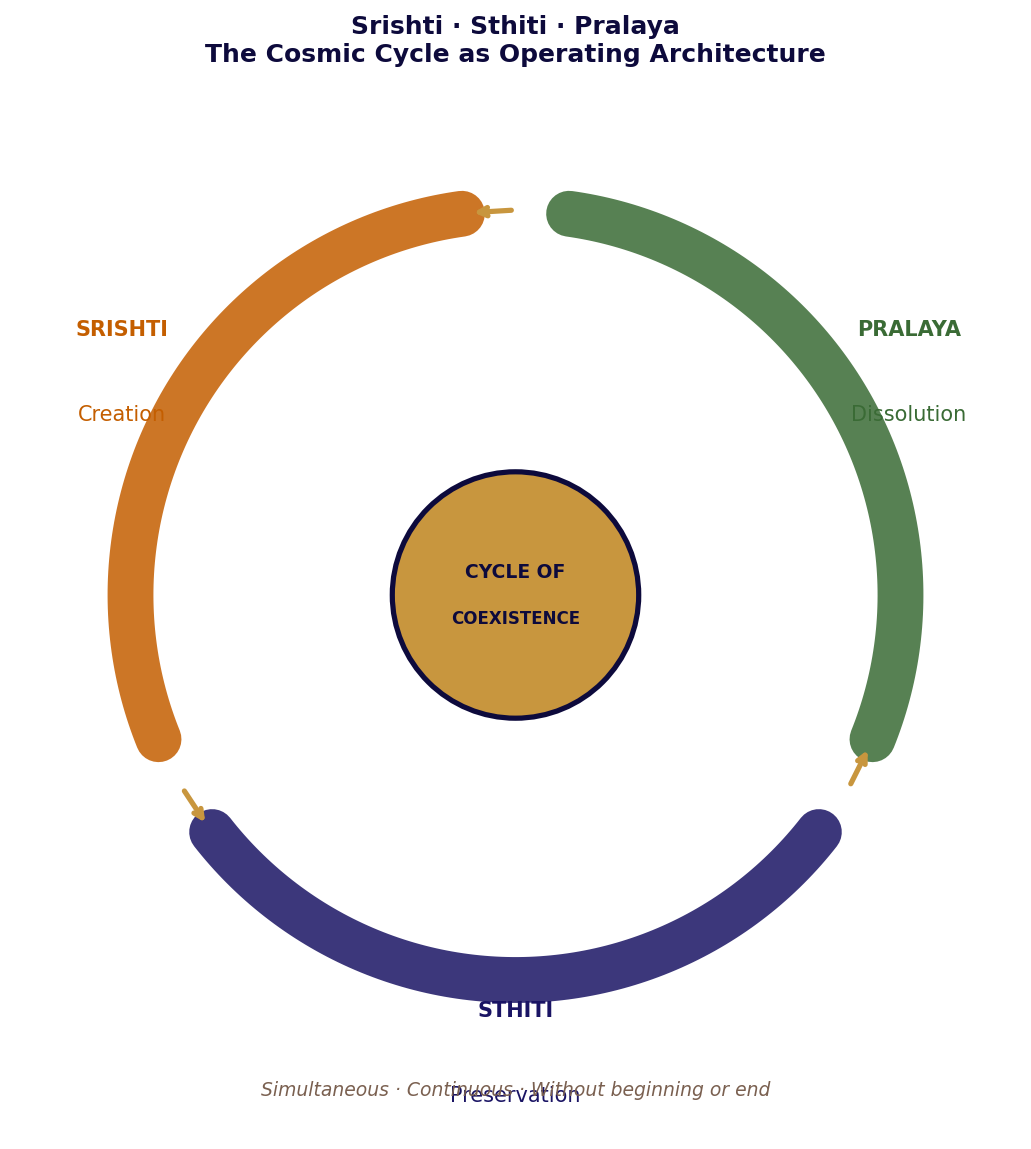 Srishti · Sthiti · Pralaya
The Cosmic Cycle as Operating Architecture
SRISHTI
Creation
PRALAYA
Dissolution
CYCLE OF
COEXISTENCE
STHITI
Preservation
Simultaneous · Continuous · Without beginning or end